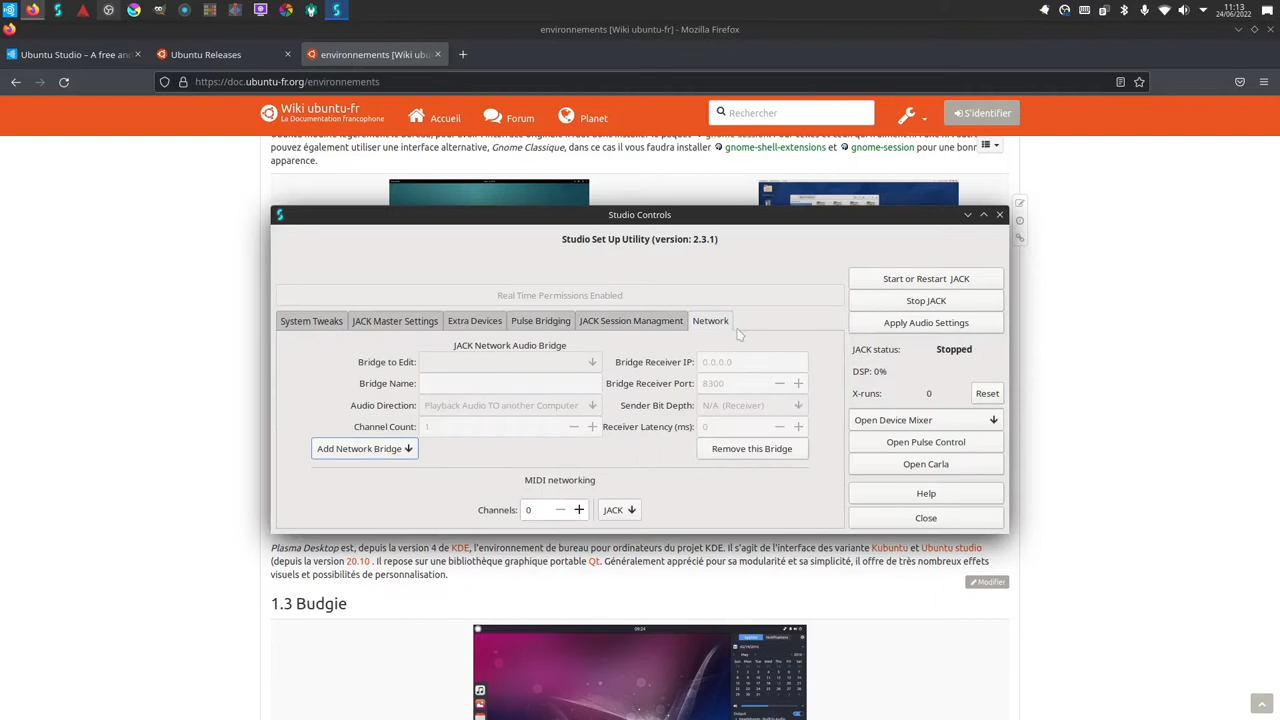 11:13
24/06/2022
environnements [Wiki ubuntu-fr] - Mozilla Firefox
Ubuntu Studio – A free an
Ubuntu Releases
environnements [Wiki ubu
https://doc.ubuntu-fr.org/environnements
Wiki ubuntu-fr
La Documentation francophone
Accueil
Forum
Planet
Rechercher
S'identifier
pouvez également utiliser une interface alternative, Gnome Classique, dans ce cas il vous faudra installer gnome-shell-extensions et gnome-session pour une bonn
apparence.
Studio Controls
Studio Set Up Utility (version: 2.3.1)
Real Time Permissions Enabled
System Tweaks
JACK Master Settings
Extra Devices
Pulse Bridging
JACK Session Managment
Network
JACK Network Audio Bridge
Bridge to Edit:
Bridge Receiver IP: 0.0.0.0
Bridge Name:
Bridge Receiver Port: 8300
Audio Direction: Playback Audio TO another Computer
Sender Bit Depth: N/A (Receiver)
Channel Count: 1
Receiver Latency (ms): 0
Add Network Bridge
Remove this Bridge
MIDI networking
Channels: 0
JACK
Start or Restart JACK
Stop JACK
Apply Audio Settings
JACK status: Stopped
DSP: 0%
X-runs: 0 Reset
Open Device Mixer
Open Pulse Control
Open Carla
Help
Close
Plasma Desktop est, depuis la version 4 de KDE, l'environnement de bureau pour ordinateurs du projet KDE. Il s'agit de l'interface des variante Kubuntu et Ubuntu studio
(depuis la version 20.10 . Il repose sur une bibliothèque graphique portable Qt. Généralement apprécié pour sa modularité et sa simplicité, il offre de très nombreux effets
visuels et possibilités de personnalisation.
Modifier
1.3 Budgie
09:24